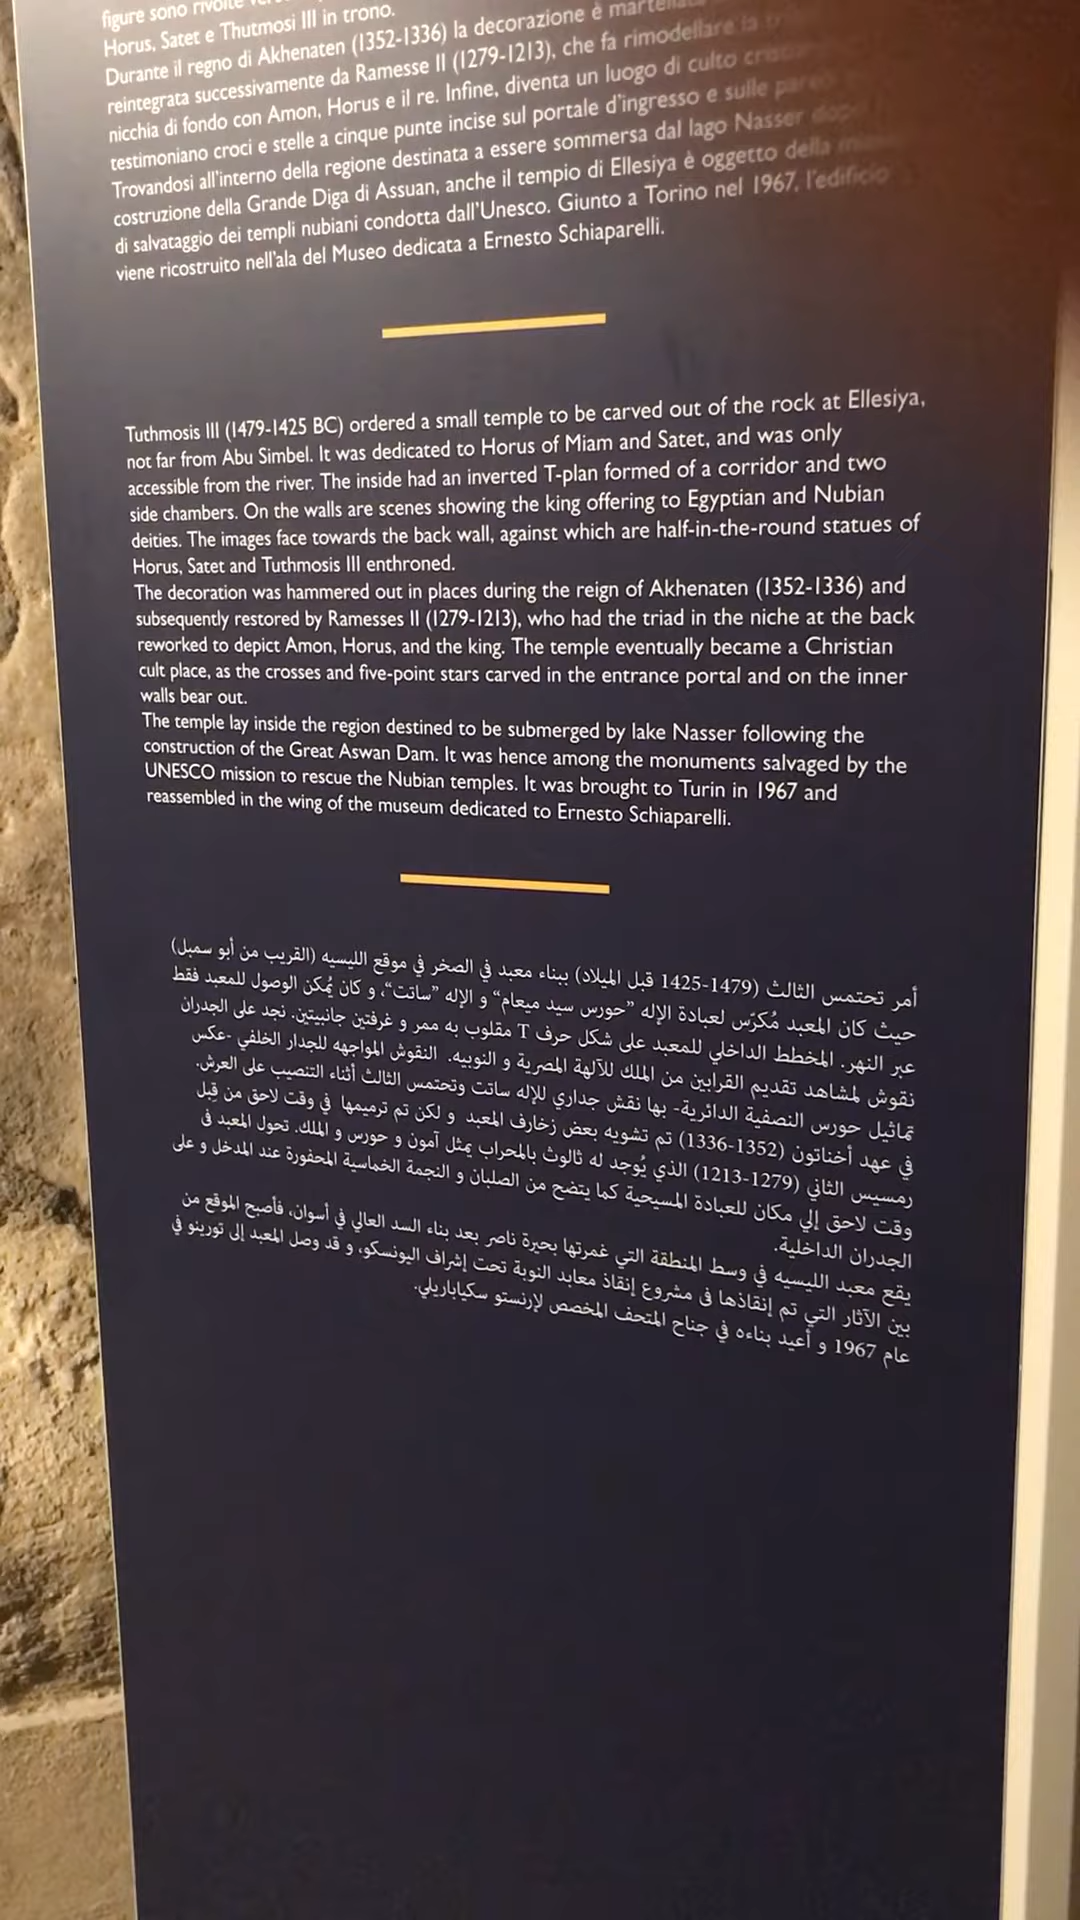 figure sono rivolte
Horus, Satet e Thutmosi III in trono.
Durante il regno di Akhenaten (1352-1336) la decorazione è
reintegrata successivamente da Ramesse II (1279-1213), che fa rimodellare la
nicchia di fondo con Amon, Horus e il re. Infine, diventa un luogo di culto
testimoniano croci e stelle a cinque punte incise sul portale d'ingresso e sulle
Trovandosi all'interno della regione destinata a essere sommersa dal lago Nasser dopo
costruzione della Grande Diga di Assuan, anche il tempio di Ellesiya è oggetto della
di salvataggio dei templi nubiani condotta dall'Unesco. Giunto a Torino nel 1967, l'edificio
viene ricostruito nell'ala del Museo dedicata a Ernesto Schiaparelli.
Tuthmosis III (1479-1425 BC) ordered a small temple to be carved out of the rock at Ellesiya,
not far from Abu Simbel. It was dedicated to Horus of Miam and Satet, and was only
accessible from the river. The inside had an inverted T-plan formed of a corridor and two
side chambers. On the walls are scenes showing the king offering to Egyptian and Nubian
deities. The images face towards the back wall, against which are half-in-the-round statues of
Horus, Satet and Tuthmosis III enthroned.
The decoration was hammered out in places during the reign of Akhenaten (1352-1336) and
subsequently restored by Ramesses II (1279-1213), who had the triad in the niche at the back
reworked to depict Amon, Horus, and the king. The temple eventually became a Christian
cult place, as the crosses and five-point stars carved in the entrance portal and on the inner
walls bear out.
The temple lay inside the region destined to be submerged by lake Nasser following the
construction of the Great Aswan Dam. It was hence among the monuments salvaged by the
UNESCO mission to rescue the Nubian temples. It was brought to Turin in 1967 and
reassembled in the wing of the museum dedicated to Ernesto Schiaparelli.
أمر تحتمس الثالث (1479-1425 قبل الميلاد) ببناء معبد في الصخر في موقع الليسيه (القريب من أبو سمبل)
حيث كان المعبد مُكرّس لعبادة الإله "حورس سيد ميعام" و الإله "ساتت"، و كان يُمكن الوصول للمعبد فقط
عبر النهر. المخطط الداخلي للمعبد على شكل حرف T مقلوب به ممر و غرفتين جانبيتين. نجد على الجدران
نقوش لمشاهد تقديم القرابين من الملك للآلهة المصرية و النوبيه. النقوش المواجهه للجدار الخلفي -عكس
تماثيل حورس النصفية الدائرية- بها نقش جداري للإله ساتت وتحتمس الثالث أثناء التنصيب على العرش.
في عهد أخناتون (1352-1336) تم تشويه بعض زخارف المعبد و لكن تم ترميمها في وقت لاحق من قِبل
رمسيس الثاني (1279-1213) الذي يُوجد له ثالوث بالمحراب يمثل آمون و حورس و الملك. تحول المعبد فى
وقت لاحق إلي مكان للعبادة المسيحية كما يتضح من الصلبان و النجمة الخماسية المحفورة عند المدخل و على
الجدران الداخلية.
يقع معبد الليسيه في وسط المنطقة التي غمرتها بحيرة ناصر بعد بناء السد العالي في أسوان، فأصبح الموقع من
بين الآثار التي تم إنقاذها فى مشروع إنقاذ معابد النوبة تحت إشراف اليونسكو، و قد وصل المعبد إلى تورينو في
عام 1967 و أعيد بناءه في جناح المتحف المخصص لإرنستو سكياباريلي.